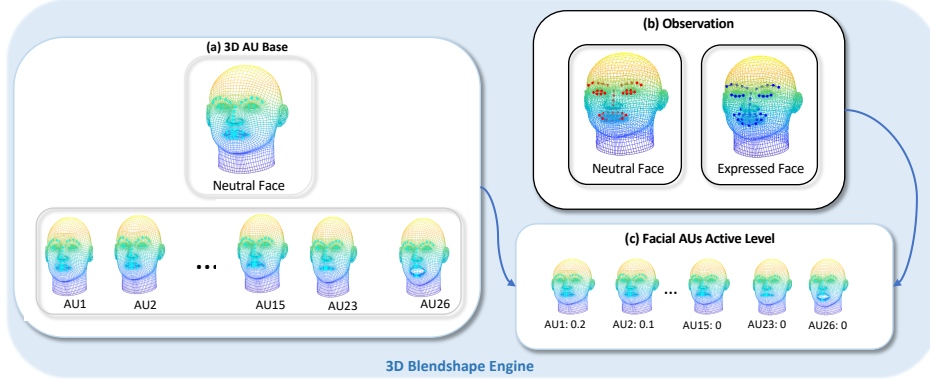 (a) 3D AU Base
Neutral Face
AU1
AU2
...
AU15
AU23
AU26
(b) Observation
Neutral Face
Expressed Face
(c) Facial AUs Active Level
...
AU1: 0.2
AU2: 0.1
AU15: 0
AU23: 0
AU26: 0
3D Blendshape Engine